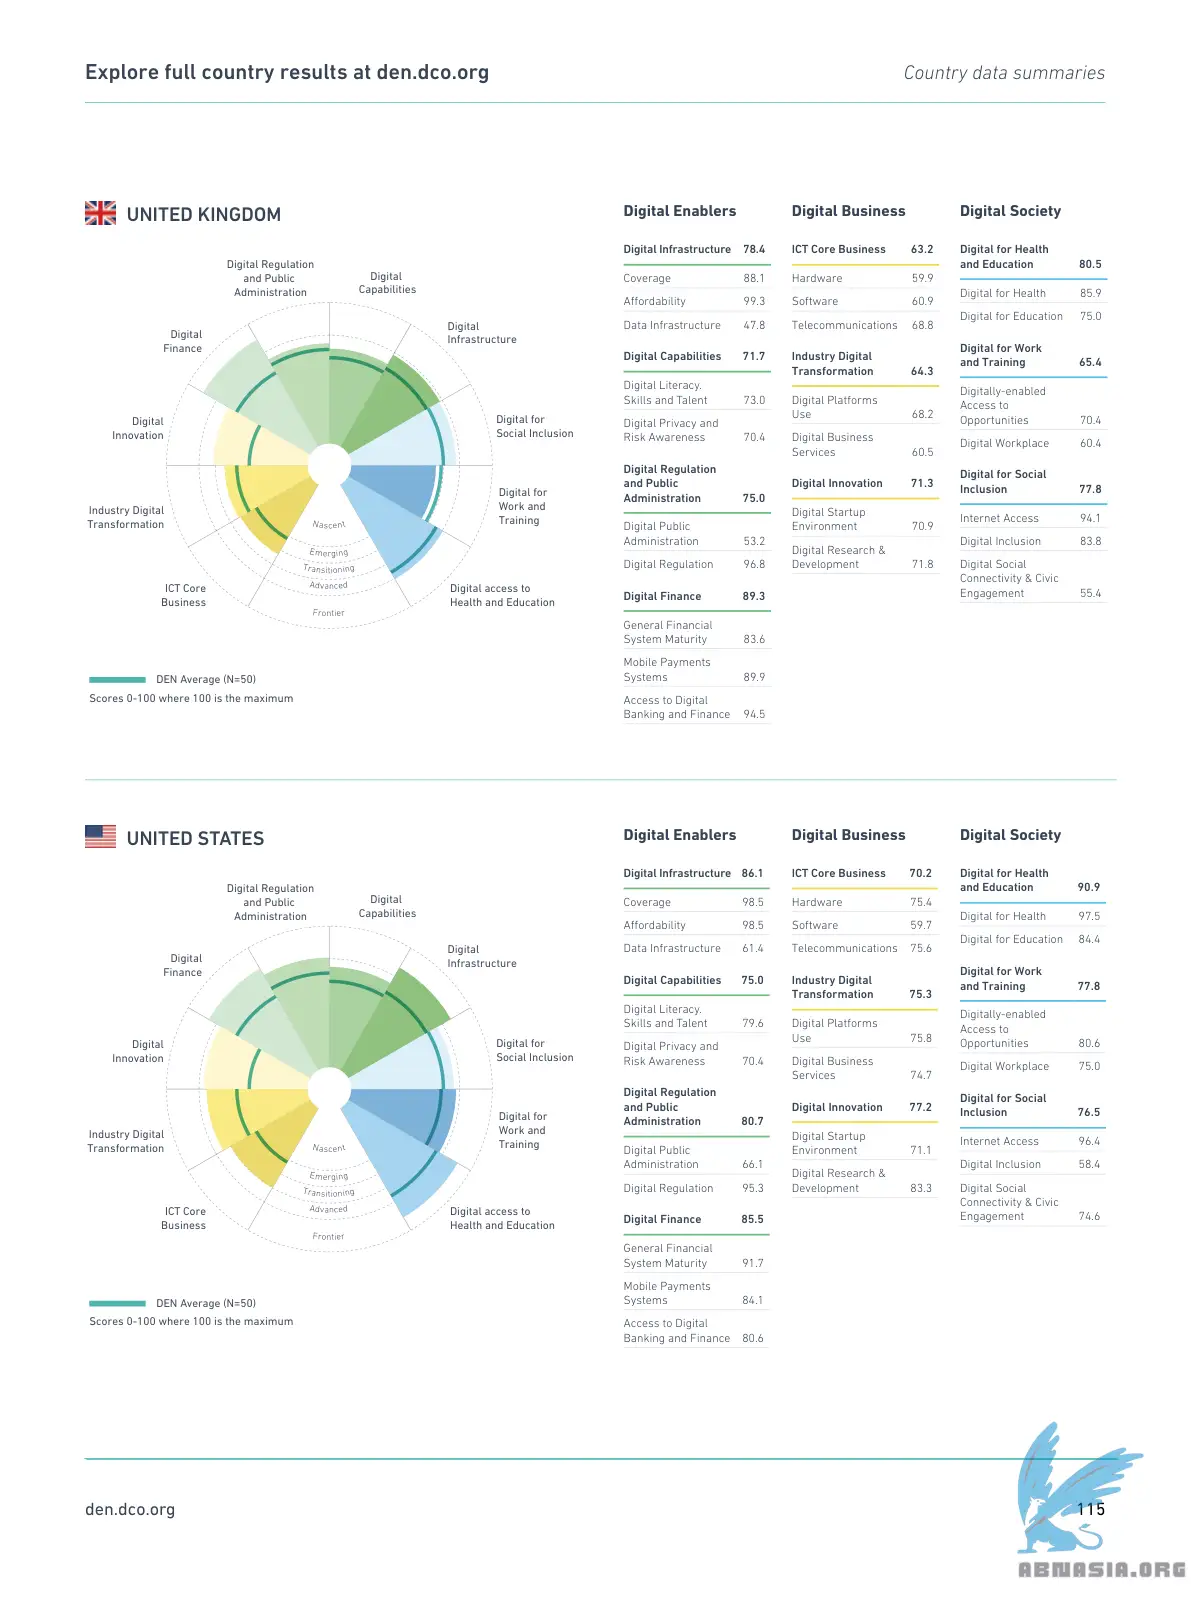 Explore full country results at den.dco.org
Country data summaries
UNITED KINGDOM
Digital Regulation
and Public
Administration
Digital
Capabilities
Digital
Finance
Digital
Infrastructure
Digital
Innovation
Digital for
Social Inclusion
Industry Digital
Transformation
Digital for
Work and
Training
ICT Core
Business
Digital access to
Health and Education
Nascent
Emerging
Transitioning
Advanced
Frontier
DEN Average (N=50)
Scores 0-100 where 100 is the maximum
Digital Enablers
Digital Infrastructure 78.4
Coverage 88.1
Affordability 99.3
Data Infrastructure 47.8
Digital Capabilities 71.7
Digital Literacy.
Skills and Talent 73.0
Digital Privacy and
Risk Awareness 70.4
Digital Regulation
and Public
Administration 75.0
Digital Public
Administration 53.2
Digital Regulation 96.8
Digital Finance 89.3
General Financial
System Maturity 83.6
Mobile Payments
Systems 89.9
Access to Digital
Banking and Finance 94.5
Digital Business
ICT Core Business 63.2
Hardware 59.9
Software 60.9
Telecommunications 68.8
Industry Digital
Transformation 64.3
Digital Platforms
Use 68.2
Digital Business
Services 60.5
Digital Innovation 71.3
Digital Startup
Environment 70.9
Digital Research &
Development 71.8
Digital Society
Digital for Health
and Education 80.5
Digital for Health 85.9
Digital for Education 75.0
Digital for Work
and Training 65.4
Digitally-enabled
Access to
Opportunities 70.4
Digital Workplace 60.4
Digital for Social
Inclusion 77.8
Internet Access 94.1
Digital Inclusion 83.8
Digital Social
Connectivity & Civic
Engagement 55.4
UNITED STATES
Digital Regulation
and Public
Administration
Digital
Capabilities
Digital
Finance
Digital
Infrastructure
Digital
Innovation
Digital for
Social Inclusion
Industry Digital
Transformation
Digital for
Work and
Training
ICT Core
Business
Digital access to
Health and Education
Nascent
Emerging
Transitioning
Advanced
Frontier
DEN Average (N=50)
Scores 0-100 where 100 is the maximum
Digital Enablers
Digital Infrastructure 86.1
Coverage 98.5
Affordability 98.5
Data Infrastructure 61.4
Digital Capabilities 75.0
Digital Literacy.
Skills and Talent 79.6
Digital Privacy and
Risk Awareness 70.4
Digital Regulation
and Public
Administration 80.7
Digital Public
Administration 66.1
Digital Regulation 95.3
Digital Finance 85.5
General Financial
System Maturity 91.7
Mobile Payments
Systems 84.1
Access to Digital
Banking and Finance 80.6
Digital Business
ICT Core Business 70.2
Hardware 75.4
Software 59.7
Telecommunications 75.6
Industry Digital
Transformation 75.3
Digital Platforms
Use 75.8
Digital Business
Services 74.7
Digital Innovation 77.2
Digital Startup
Environment 71.1
Digital Research &
Development 83.3
Digital Society
Digital for Health
and Education 90.9
Digital for Health 97.5
Digital for Education 84.4
Digital for Work
and Training 77.8
Digitally-enabled
Access to
Opportunities 80.6
Digital Workplace 75.0
Digital for Social
Inclusion 76.5
Internet Access 96.4
Digital Inclusion 58.4
Digital Social
Connectivity & Civic
Engagement 74.6
den.dco.org
115
ABNASIA.ORG